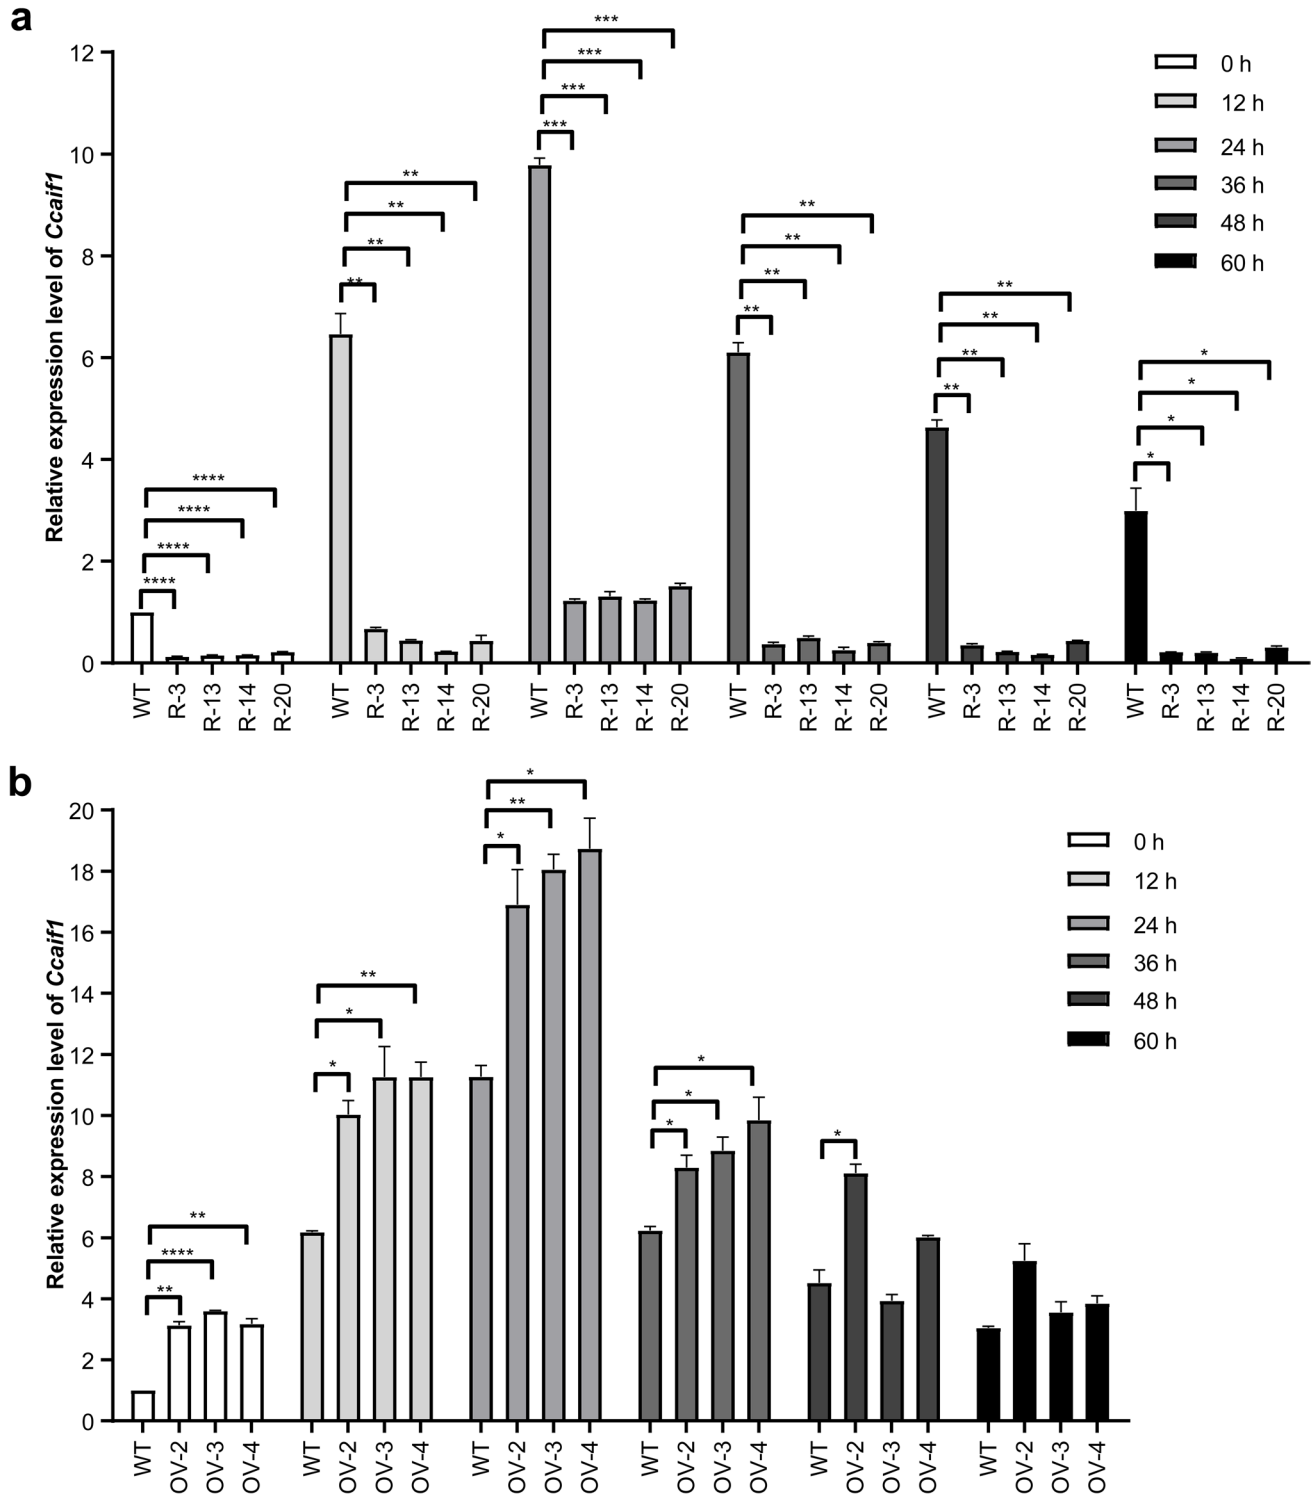 a
Relative expression level of Ccaif1
12
10
8
6
4
2
0
**** **** **** ****
** ** ** **
*** *** *** ***
** ** ** **
** ** ** **
* * * *
0 h
12 h
24 h
36 h
48 h
60 h
WT R-3 R-13 R-14 R-20 WT R-3 R-13 R-14 R-20 WT R-3 R-13 R-14 R-20 WT R-3 R-13 R-14 R-20 WT R-3 R-13 R-14 R-20 WT R-3 R-13 R-14 R-20
b
Relative expression level of Ccaif1
20
18
16
14
12
10
8
6
4
2
0
** **** **
* * **
* ** *
* * *
*
0 h
12 h
24 h
36 h
48 h
60 h
WT OV-2 OV-3 OV-4 WT OV-2 OV-3 OV-4 WT OV-2 OV-3 OV-4 WT OV-2 OV-3 OV-4 WT OV-2 OV-3 OV-4 WT OV-2 OV-3 OV-4